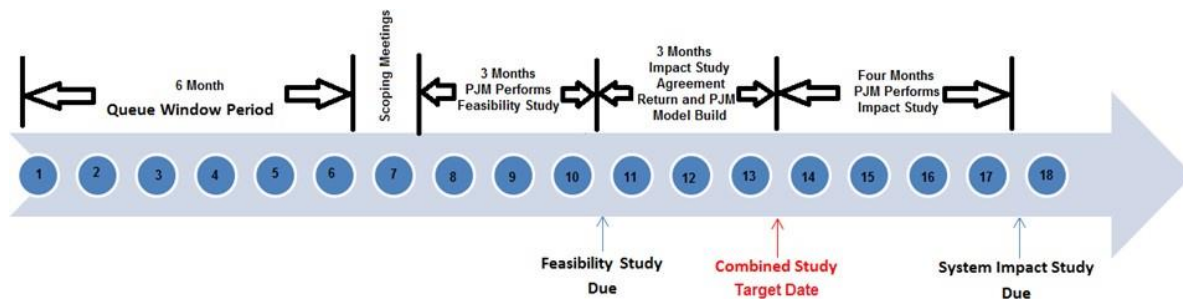 6 Month
Queue Window Period
Scoping Meetings
3 Months
PJM Performs
Feasibility Study
3 Months
Impact Study
Agreement
Return and PJM
Model Build
Four Months
PJM Performs
Impact Study
1 2 3 4 5 6 7 8 9 10 11 12 13 14 15 16 17 18
Feasibility Study
Due
Combined Study
Target Date
System Impact Study
Due